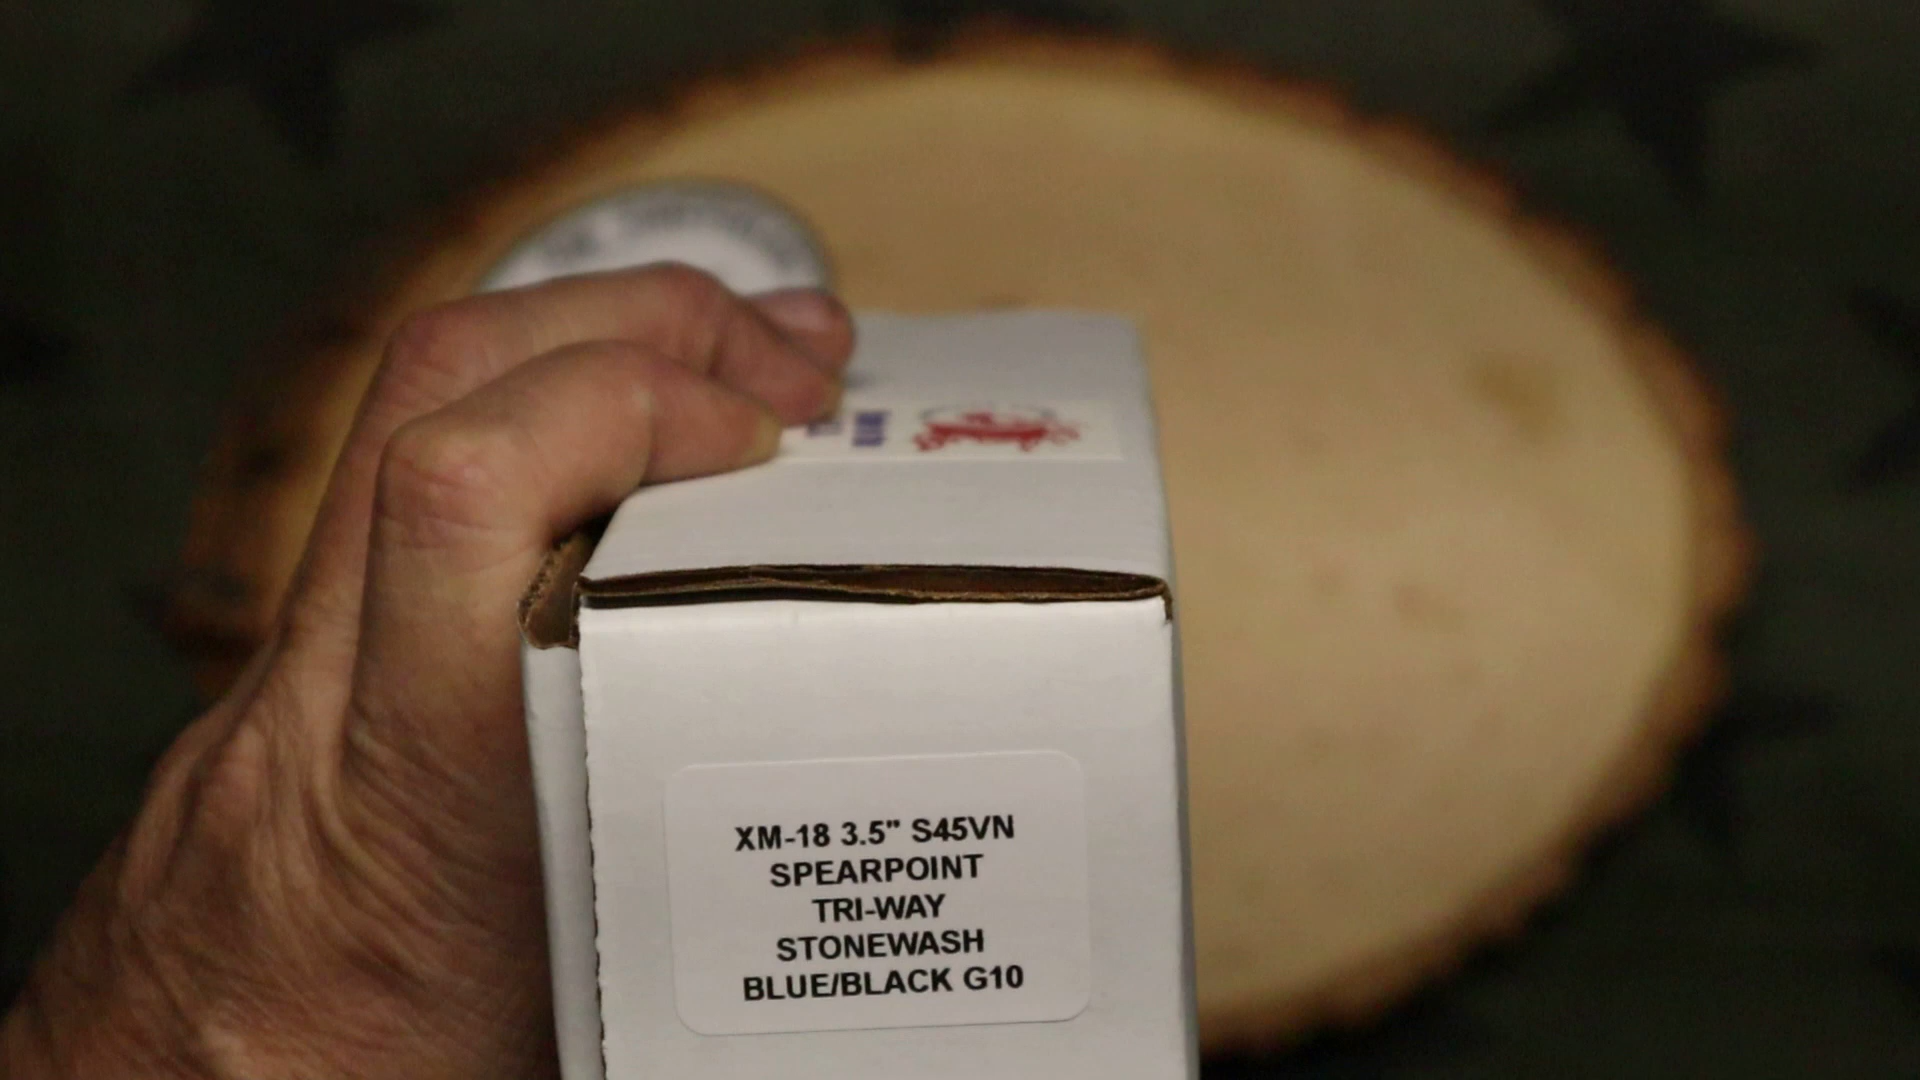 XM-18 3.5" S45VN
SPEARPOINT
TRI-WAY
STONEWASH
BLUE/BLACK G10